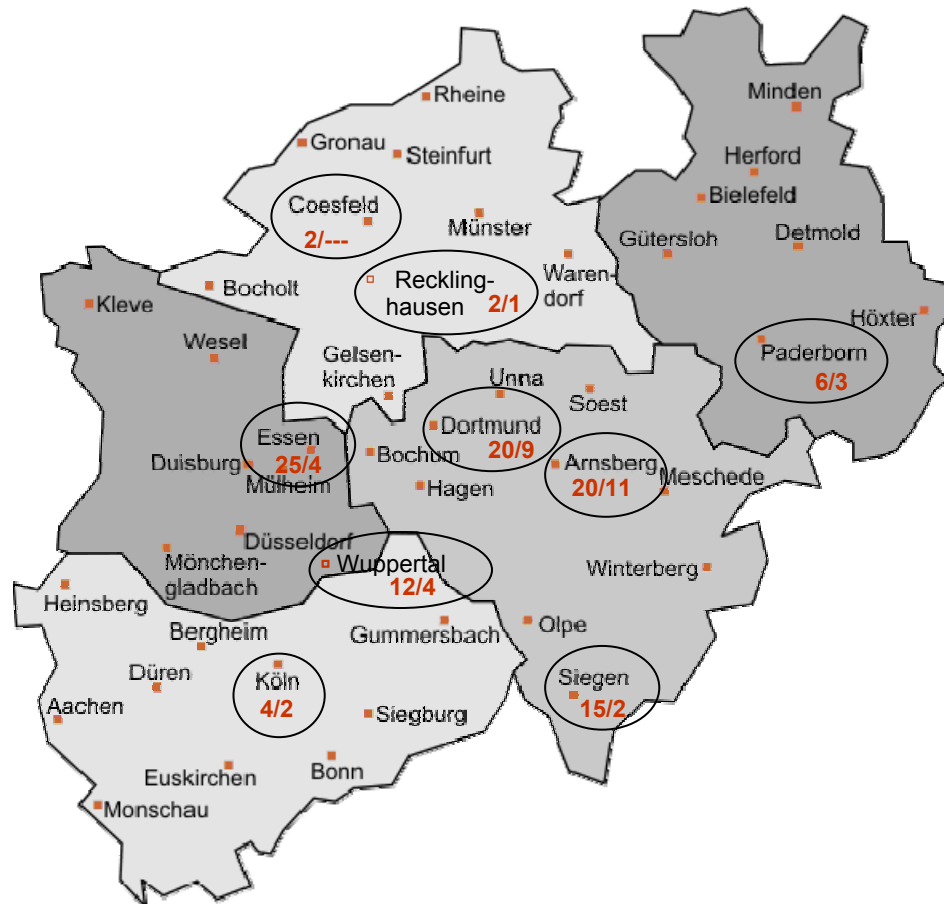 Rheine
Minden
Gronau
Steinfurt
Herford
Bielefeld
Coesfeld
2/---
Münster
Gütersloh
Detmold
Reckling-
hausen 2/1
Waren-
dorf
Bocholt
Kleve
Höxter
Wesel
Paderborn
6/3
Gelsen-
kirchen
Unna
Soest
Essen
25/4
Dortmund
20/9
Duisburg
Mülheim
Bochum
Arnsberg
20/11
Meschede
Hagen
Düsseldorf
Mönchen-
gladbach
Wuppertal
12/4
Winterberg
Heinsberg
Bergheim
Gummersbach
Olpe
Düren
Köln
4/2
Siegen
15/2
Aachen
Siegburg
Euskirchen
Bonn
Monschau